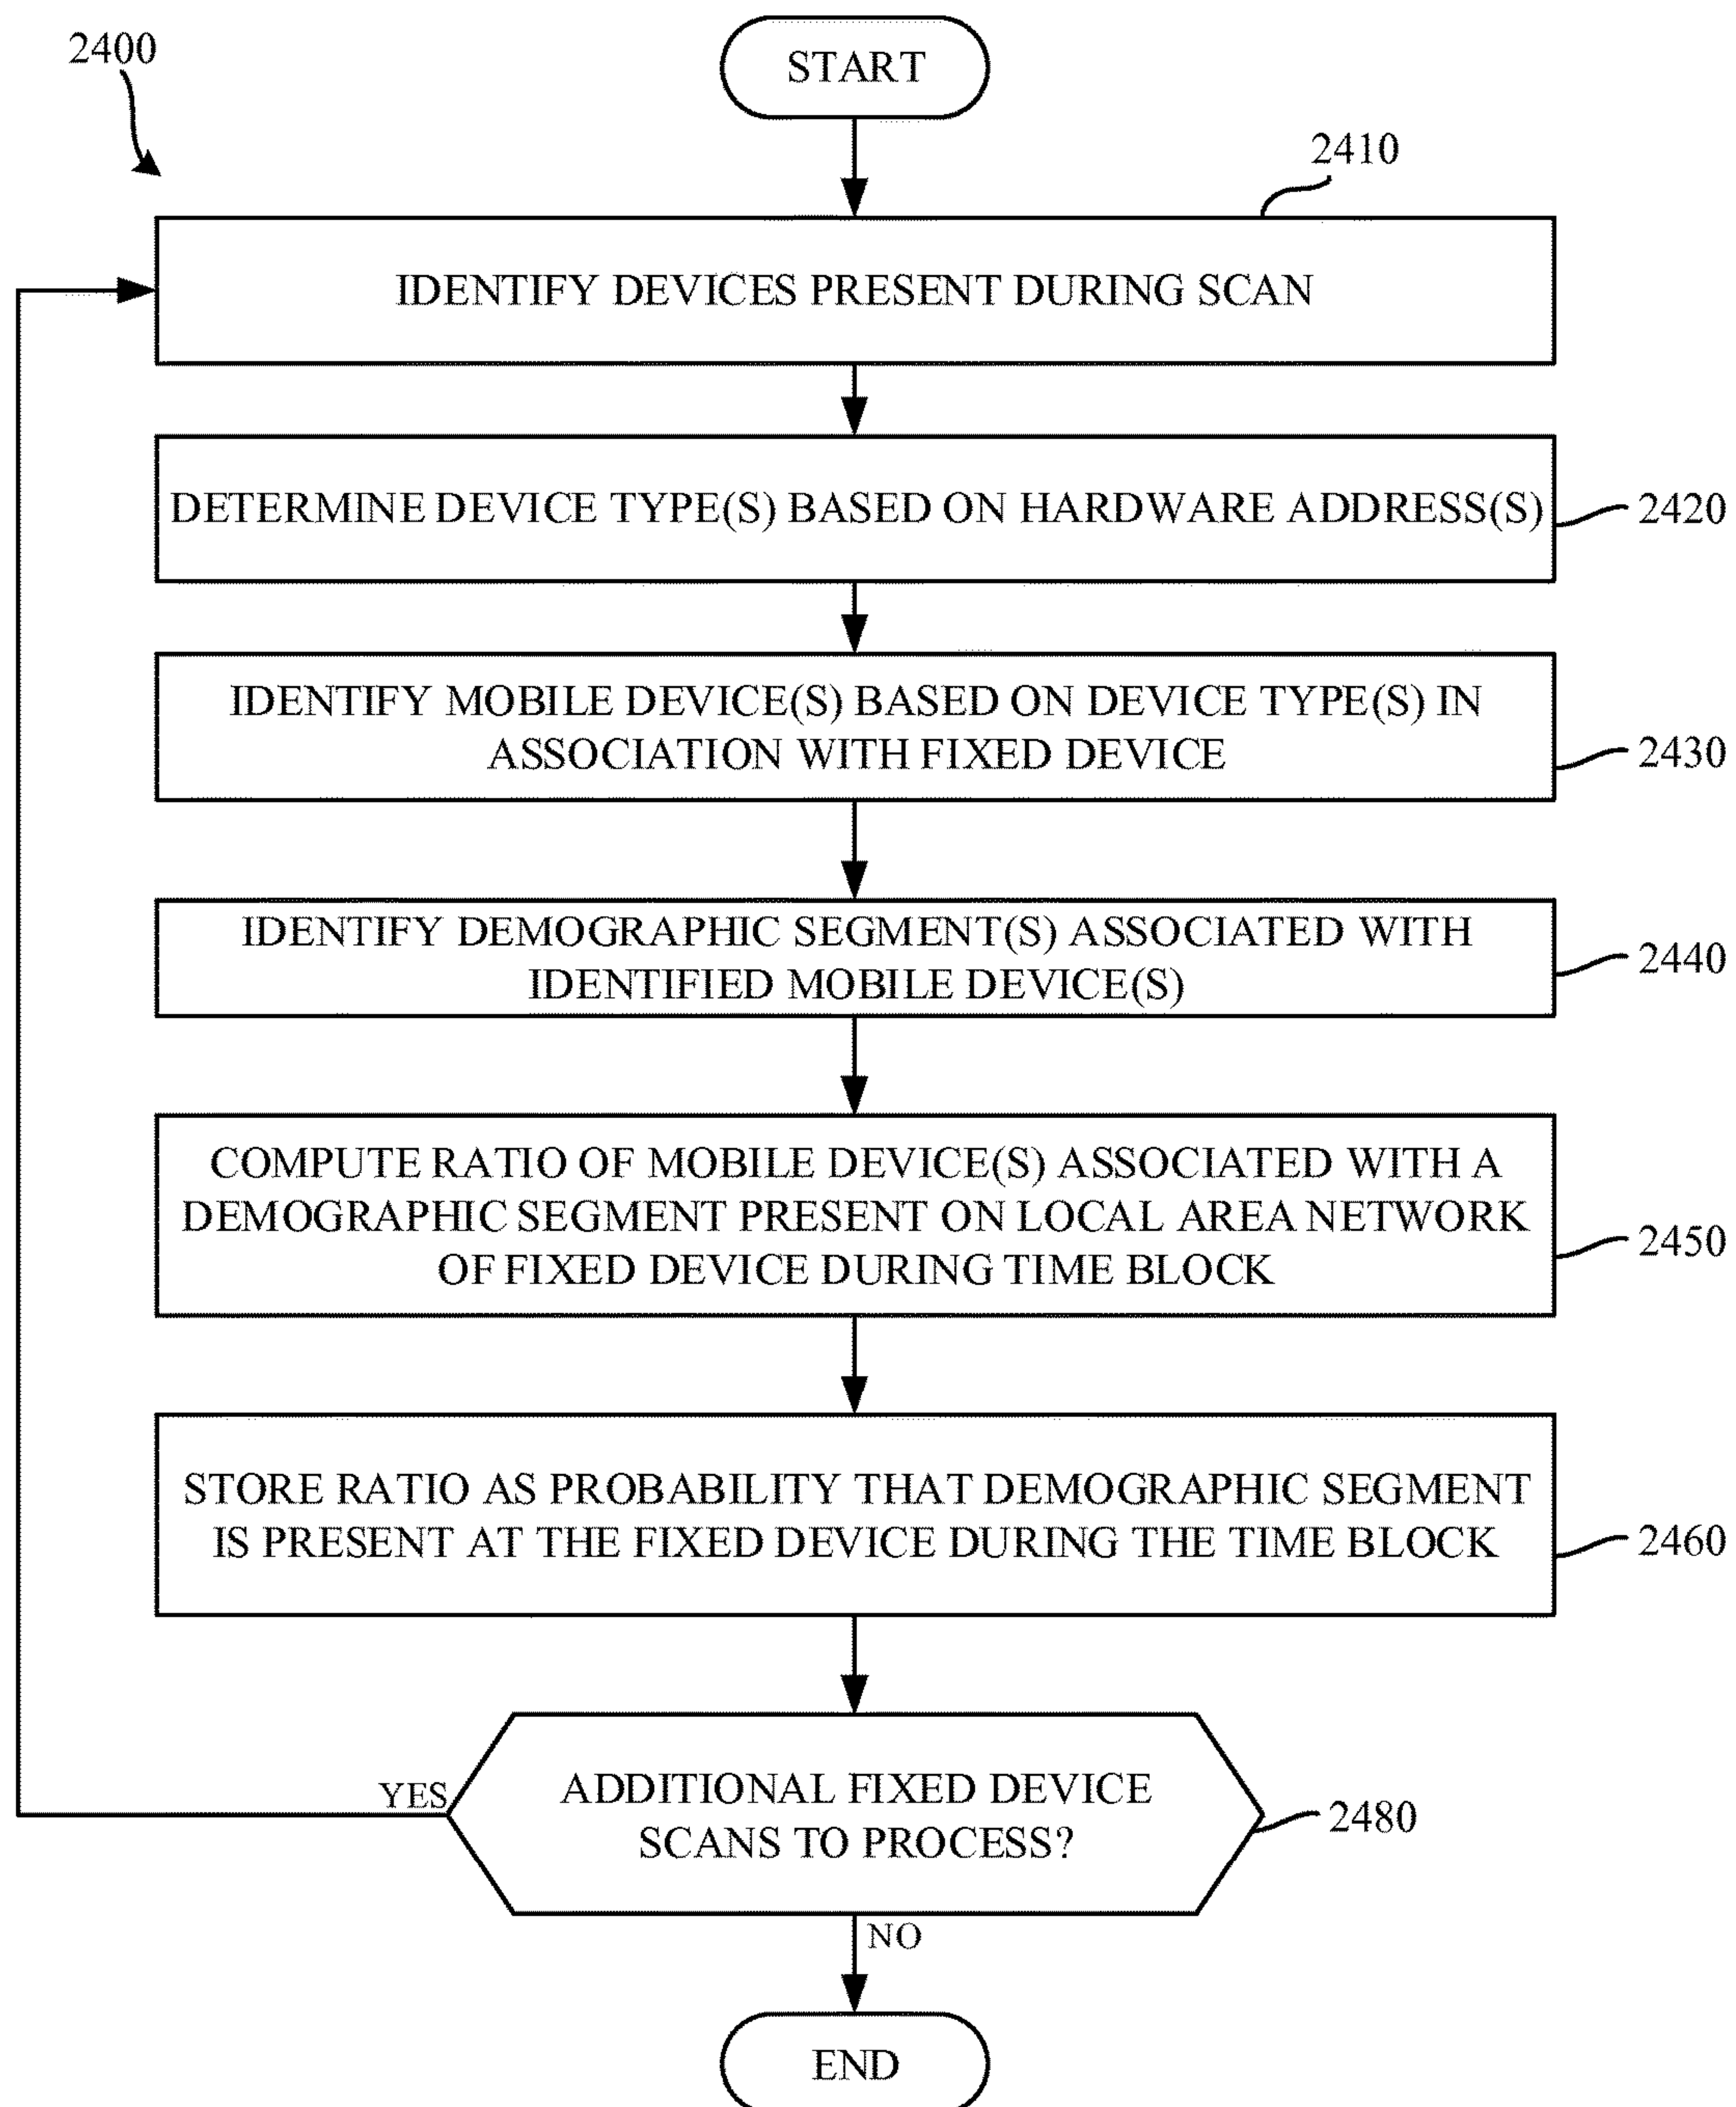 2400
START
2410
IDENTIFY DEVICES PRESENT DURING SCAN
DETERMINE DEVICE TYPE(S) BASED ON HARDWARE ADDRESS(S)
2420
IDENTIFY MOBILE DEVICE(S) BASED ON DEVICE TYPE(S) IN
ASSOCIATION WITH FIXED DEVICE
2430
IDENTIFY DEMOGRAPHIC SEGMENT(S) ASSOCIATED WITH
IDENTIFIED MOBILE DEVICE(S)
2440
COMPUTE RATIO OF MOBILE DEVICE(S) ASSOCIATED WITH A
DEMOGRAPHIC SEGMENT PRESENT ON LOCAL AREA NETWORK
OF FIXED DEVICE DURING TIME BLOCK
2450
STORE RATIO AS PROBABILITY THAT DEMOGRAPHIC SEGMENT
IS PRESENT AT THE FIXED DEVICE DURING THE TIME BLOCK
2460
YES
ADDITIONAL FIXED DEVICE
SCANS TO PROCESS?
2480
NO
END